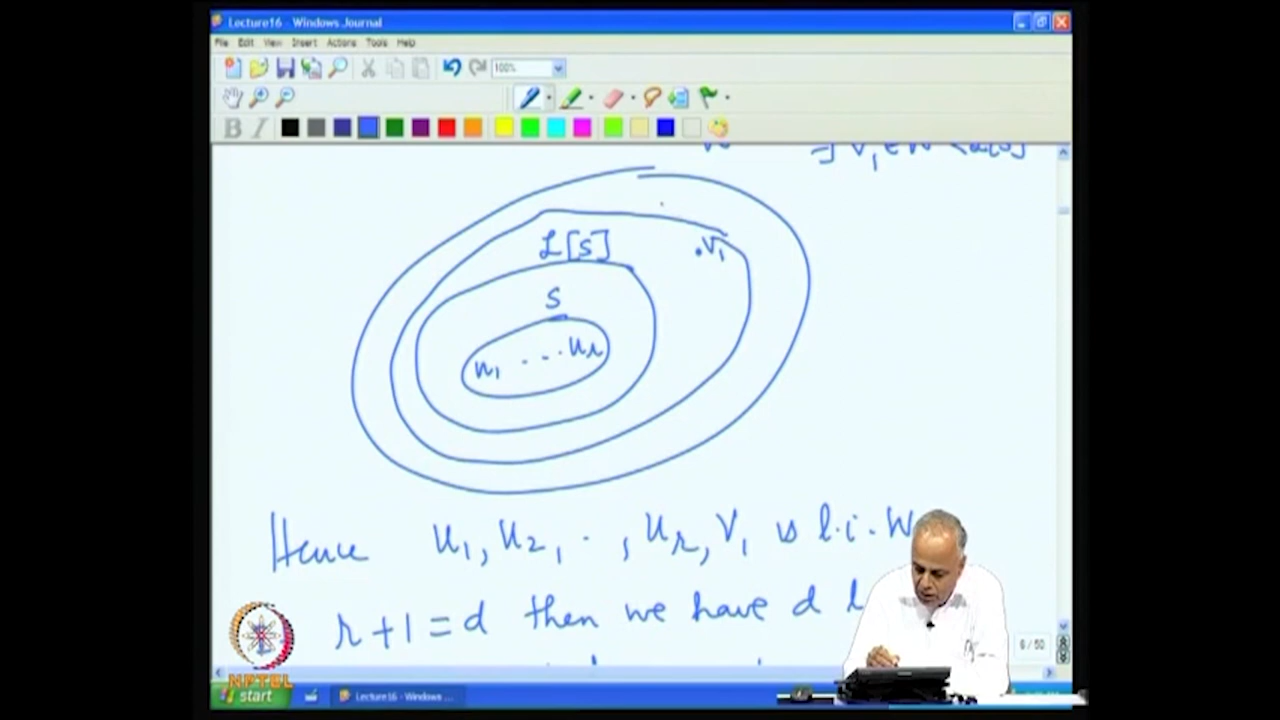 Lecture16 - Windows Journal
File Edit View Insert Actions Tools Help
100%
B I
L[S]
.v₁
S
u₁ . . . uᵣ
Hence u₁, u₂, ., uᵣ, v₁ is l.i. W
r+1=d then we have d l
6 / 50
NPTEL
start Lecture16 - Windows ...